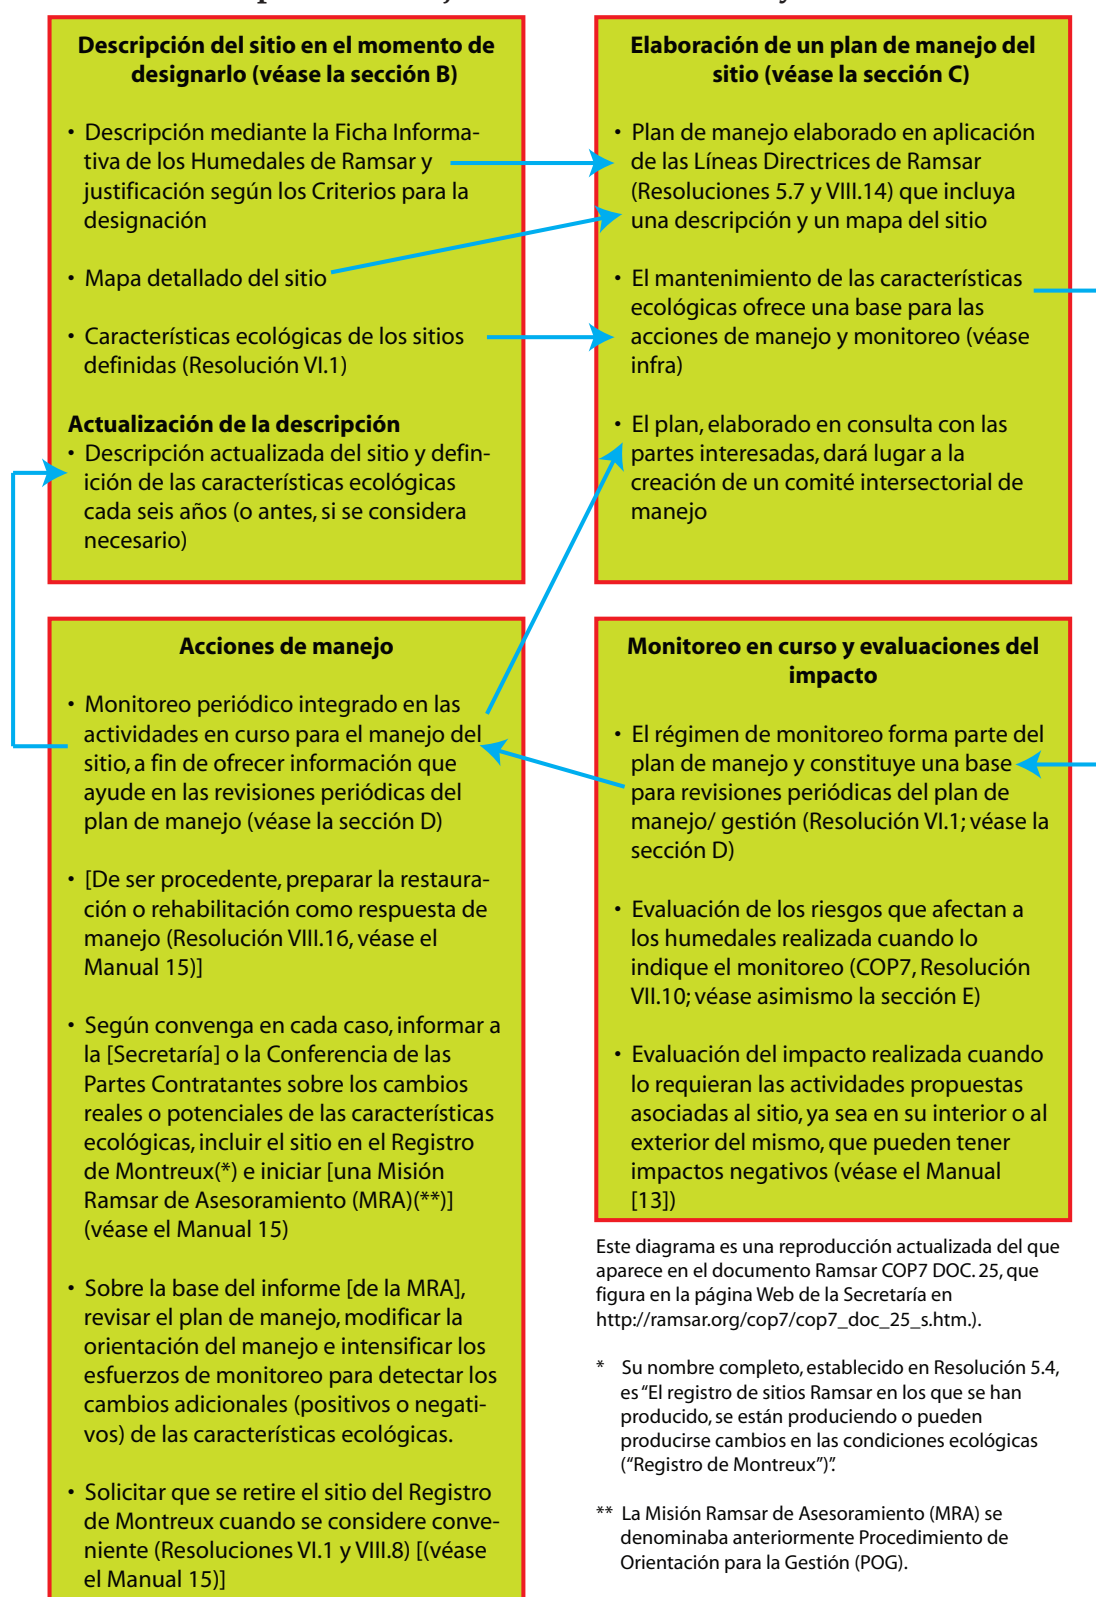 Descripción del sitio en el momento de
designarlo (véase la sección B)
• Descripción mediante la Ficha Informa-
tiva de los Humedales de Ramsar y
justificación según los Criterios para la
designación
• Mapa detallado del sitio
• Características ecológicas de los sitios
definidas (Resolución VI.1)
Actualización de la descripción
• Descripción actualizada del sitio y defin-
ición de las características ecológicas
cada seis años (o antes, si se considera
necesario)
Elaboración de un plan de manejo del
sitio (véase la sección C)
• Plan de manejo elaborado en aplicación
de las Líneas Directrices de Ramsar
(Resoluciones 5.7 y VIII.14) que incluya
una descripción y un mapa del sitio
• El mantenimiento de las características
ecológicas ofrece una base para las
acciones de manejo y monitoreo (véase
infra)
• El plan, elaborado en consulta con las
partes interesadas, dará lugar a la
creación de un comité intersectorial de
manejo
Acciones de manejo
• Monitoreo periódico integrado en las
actividades en curso para el manejo del
sitio, a fin de ofrecer información que
ayude en las revisiones periódicas del
plan de manejo (véase la sección D)
• [De ser procedente, preparar la restaura-
ción o rehabilitación como respuesta de
manejo (Resolución VIII.16, véase el
Manual 15)]
• Según convenga en cada caso, informar a
la [Secretaría] o la Conferencia de las
Partes Contratantes sobre los cambios
reales o potenciales de las características
ecológicas, incluir el sitio en el Registro
de Montreux(*) e iniciar [una Misión
Ramsar de Asesoramiento (MRA)(**)]
(véase el Manual 15)
• Sobre la base del informe [de la MRA],
revisar el plan de manejo, modificar la
orientación del manejo e intensificar los
esfuerzos de monitoreo para detectar los
cambios adicionales (positivos o negati-
vos) de las características ecológicas.
• Solicitar que se retire el sitio del Registro
de Montreux cuando se considere conve-
niente (Resoluciones VI.1 y VIII.8) [(véase
el Manual 15)]
Monitoreo en curso y evaluaciones del
impacto
• El régimen de monitoreo forma parte del
plan de manejo y constituye una base
para revisiones periódicas del plan de
manejo/ gestión (Resolución VI.1; véase la
sección D)
• Evaluación de los riesgos que afectan a
los humedales realizada cuando lo
indique el monitoreo (COP7, Resolución
VII.10; véase asimismo la sección E)
• Evaluación del impacto realizada cuando
lo requieran las actividades propuestas
asociadas al sitio, ya sea en su interior o al
exterior del mismo, que pueden tener
impactos negativos (véase el Manual
[13])
Este diagrama es una reproducción actualizada del que
aparece en el documento Ramsar COP7 DOC. 25, que
figura en la página Web de la Secretaría en
http://ramsar.org/cop7/cop7_doc_25_s.htm.).
* Su nombre completo, establecido en Resolución 5.4,
es “El registro de sitios Ramsar en los que se han
producido, se están produciendo o pueden
producirse cambios en las condiciones ecológicas
(“Registro de Montreux”)”.
** La Misión Ramsar de Asesoramiento (MRA) se
denominaba anteriormente Procedimiento de
Orientación para la Gestión (POG).